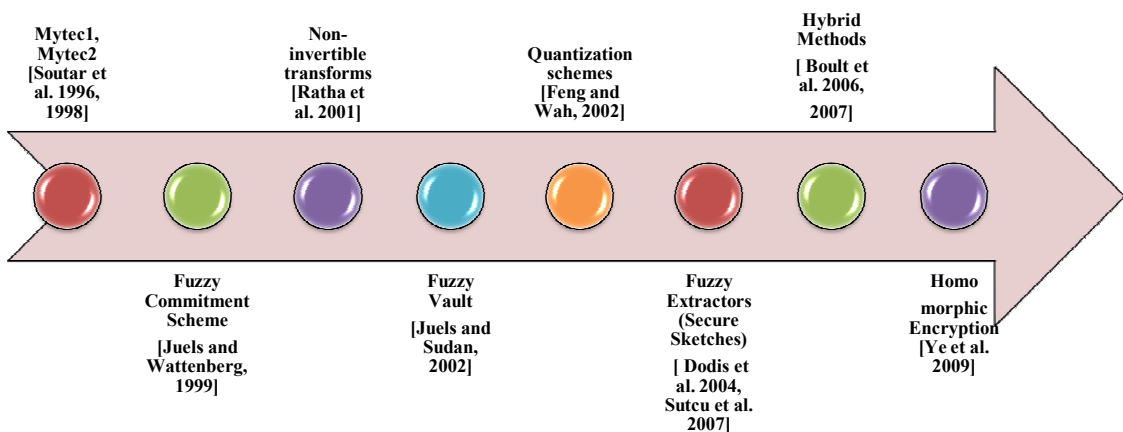 Mytec1,
Mytec2
[Soutar et
al. 1996,
1998]
Fuzzy
Commitment
Scheme
[Juels and
Wattenberg,
1999]
Non-
invertible
transforms
[Ratha et
al. 2001]
Fuzzy
Vault
[Juels and
Sudan,
2002]
Quantization
schemes
[Feng and
Wah, 2002]
Fuzzy
Extractors
(Secure
Sketches)
[ Dodis et
al. 2004,
Sutcu et al.
2007]
Hybrid
Methods
[ Boult et
al. 2006,
2007]
Homo
morphic
Encryption
[Ye et al.
2009]